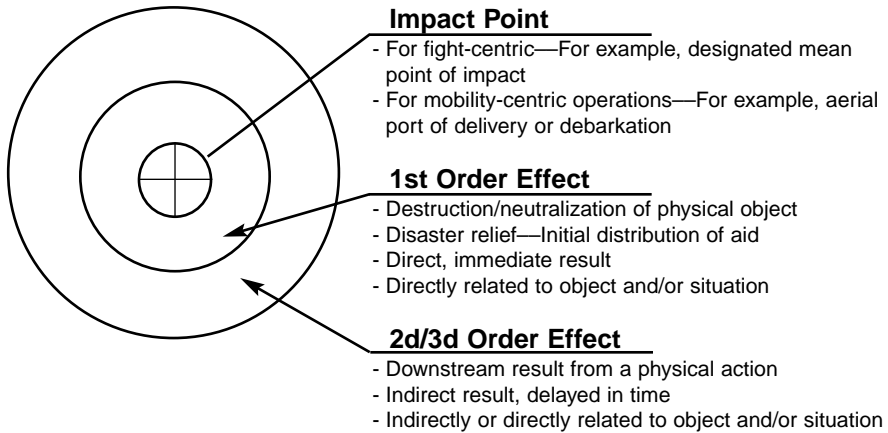 Impact Point
- For fight-centric—For example, designated mean
point of impact
- For mobility-centric operations—For example, aerial
port of delivery or debarkation
1st Order Effect
- Destruction/neutralization of physical object
- Disaster relief—Initial distribution of aid
- Direct, immediate result
- Directly related to object and/or situation
2d/3d Order Effect
- Downstream result from a physical action
- Indirect result, delayed in time
- Indirectly or directly related to object and/or situation